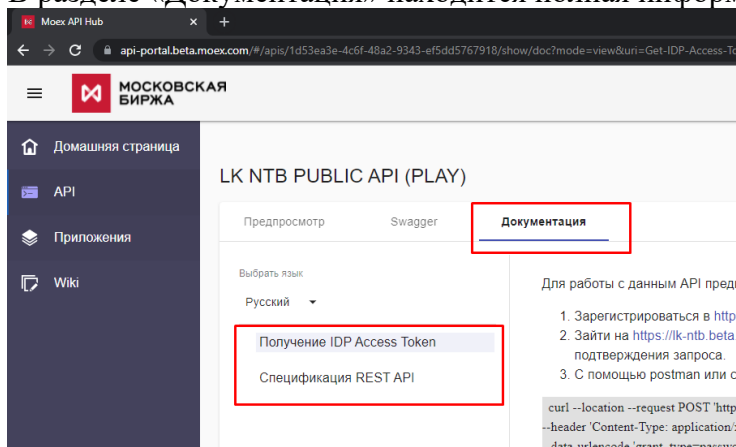 В разделе «Документация» находится полная
Moex API Hub
api-portal.beta.moex.com/#/apis/1d53ea3e-4c6f-48a2-9343-ef5dd5767918/show/doc?mode=view&uri=Get-IDP-Access-To
МОСКОВСКАЯ
БИРЖА
Домашняя страница
API
Приложения
Wiki
LK NTB PUBLIC API (PLAY)
Предпросмотр Swagger Документация
Выбрать язык
Русский
Получение IDP Access Token
Спецификация REST API
Для работы с данным API
1. Зарегистрироваться в http
2. Зайти на https://lk-ntb.beta
подтверждения запроса.
3. С помощью postman или
curl --location --request POST 'http
--header 'Content-Type: application/